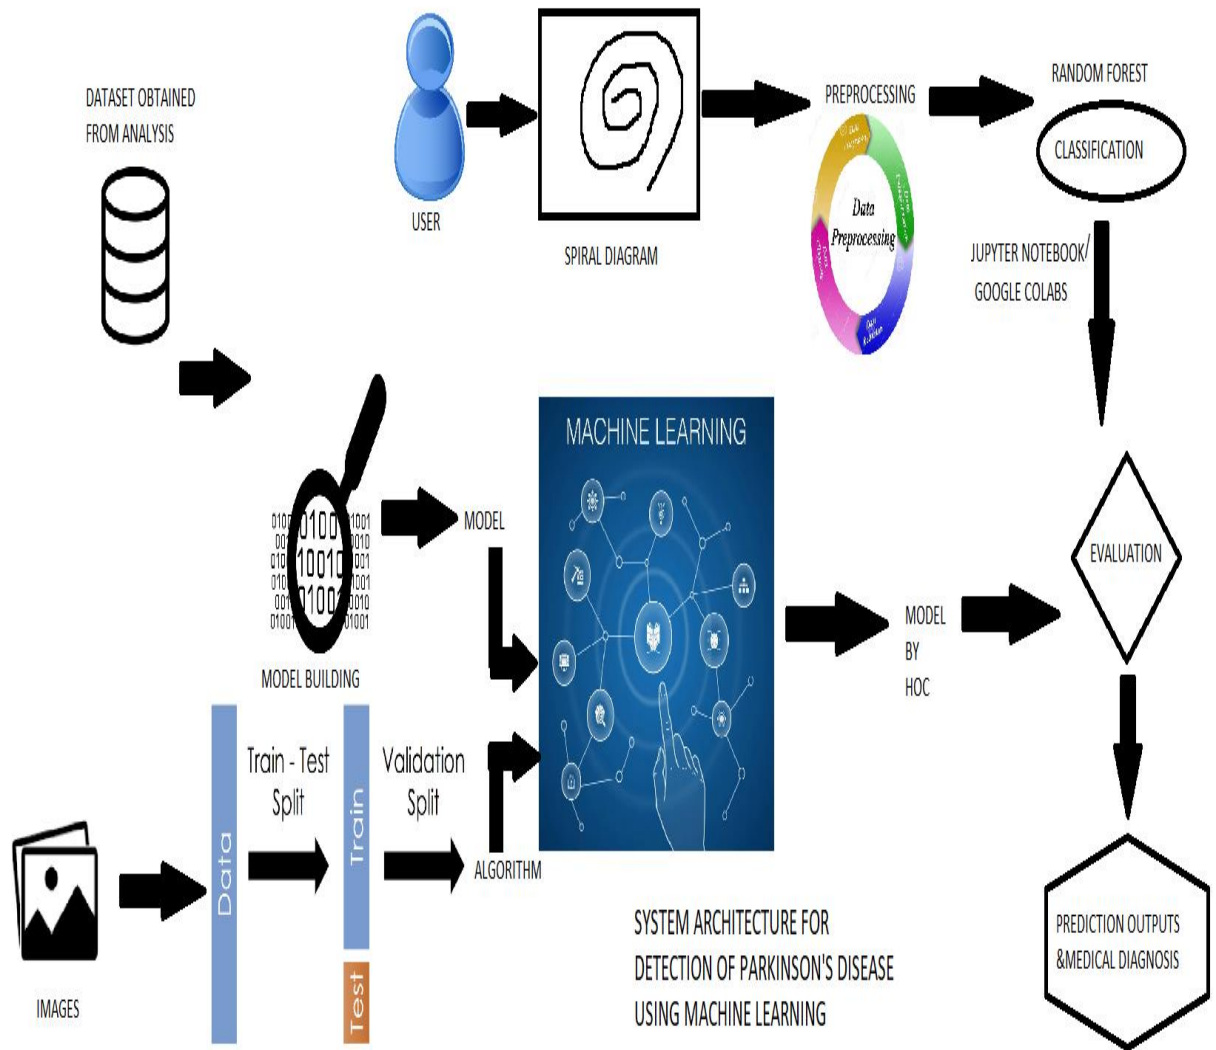 DATASET OBTAINED
FROM ANALYSIS
USER
SPIRAL DIAGRAM
PREPROCESSING
Data
Preprocessing
RANDOM FOREST
CLASSIFICATION
JUPYTER NOTEBOOK/
GOOGLE COLABS
MODEL BUILDING
MODEL
MACHINE LEARNING
MODEL
BY
HOC
EVALUATION
IMAGES
Data
Train - Test
Split
Train
Test
Validation
Split
ALGORITHM
PREDICTION OUTPUTS
&MEDICAL DIAGNOSIS
SYSTEM ARCHITECTURE FOR
DETECTION OF PARKINSON'S DISEASE
USING MACHINE LEARNING